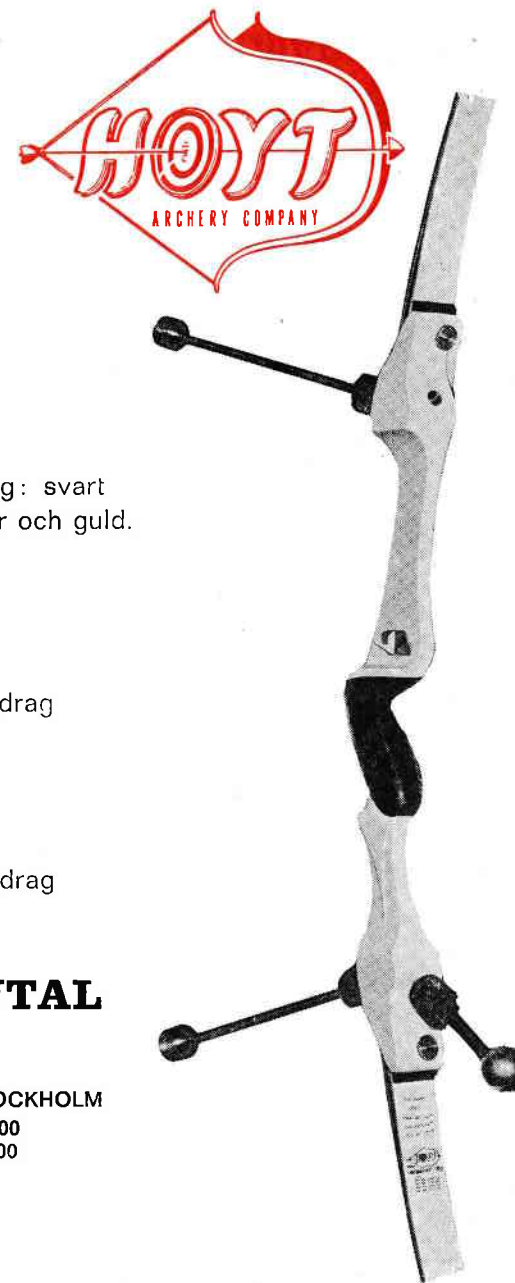 HOYT
ARCHERY COMPANY
g: svart
r och guld.
drag
drag
TAL
OCKHOLM
00
00